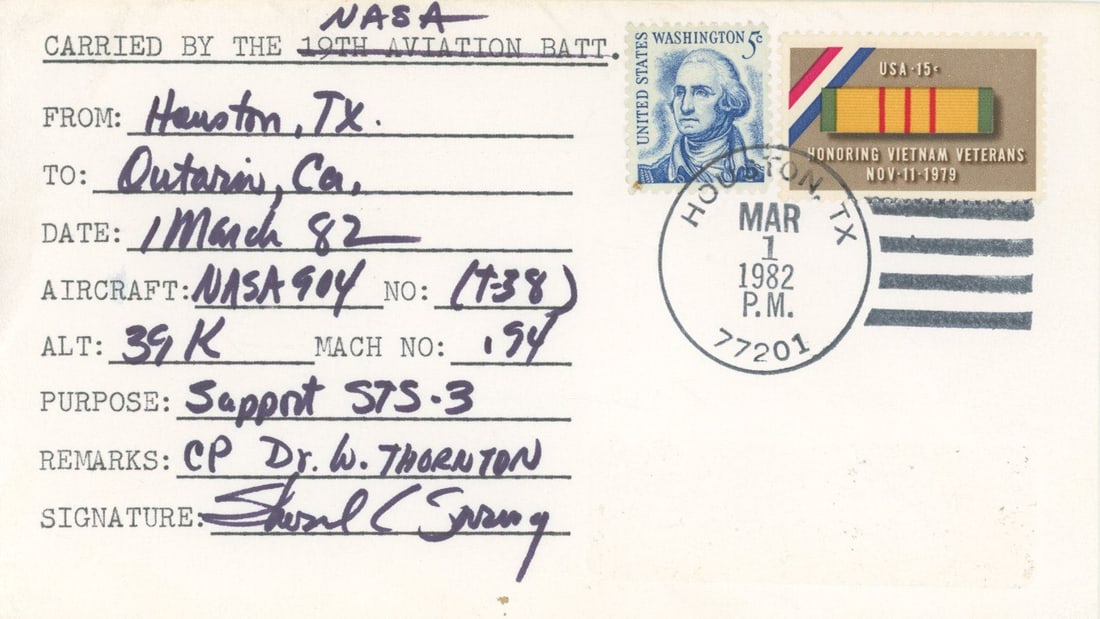 NASA
CARRIED BY THE 19TH AVIATION BATT.
FROM: Houston, TX.
TO: Ontario, Ca.
DATE: 1 March 82
AIRCRAFT: NASA 904 NO: (T-38)
ALT: 39 K MACH NO: .94
PURPOSE: Support STS-3
REMARKS: CP Dr. W. THORNTON
SIGNATURE:
UNITED STATES
WASHINGTON 5c
USA·15c
HONORING VIETNAM VETERANS
NOV·11·1979
HOUSTON, TX
MAR
1
1982
P.M.
77201